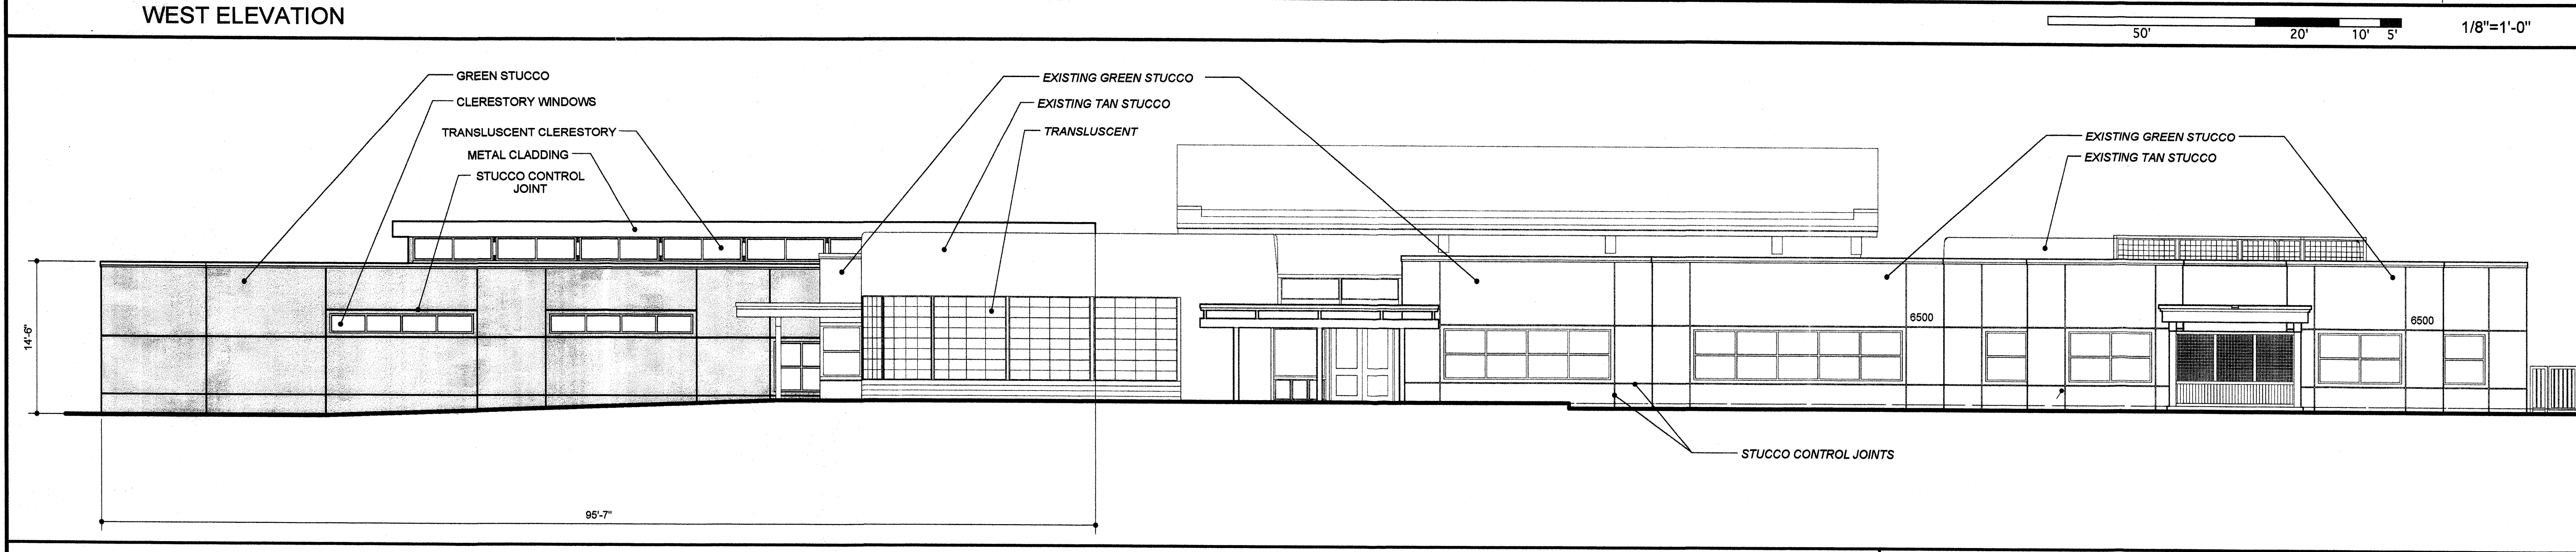 WEST ELEVATION
50' 20' 10' 5'
1/8"=1'-0"
GREEN STUCCO
CLERESTORY WINDOWS
TRANSLUSCENT CLERESTORY
METAL CLADDING
STUCCO CONTROL
JOINT
EXISTING GREEN STUCCO
EXISTING TAN STUCCO
TRANSLUSCENT
EXISTING GREEN STUCCO
EXISTING TAN STUCCO
14'-6"
6500
6500
STUCCO CONTROL JOINTS
95'-7"